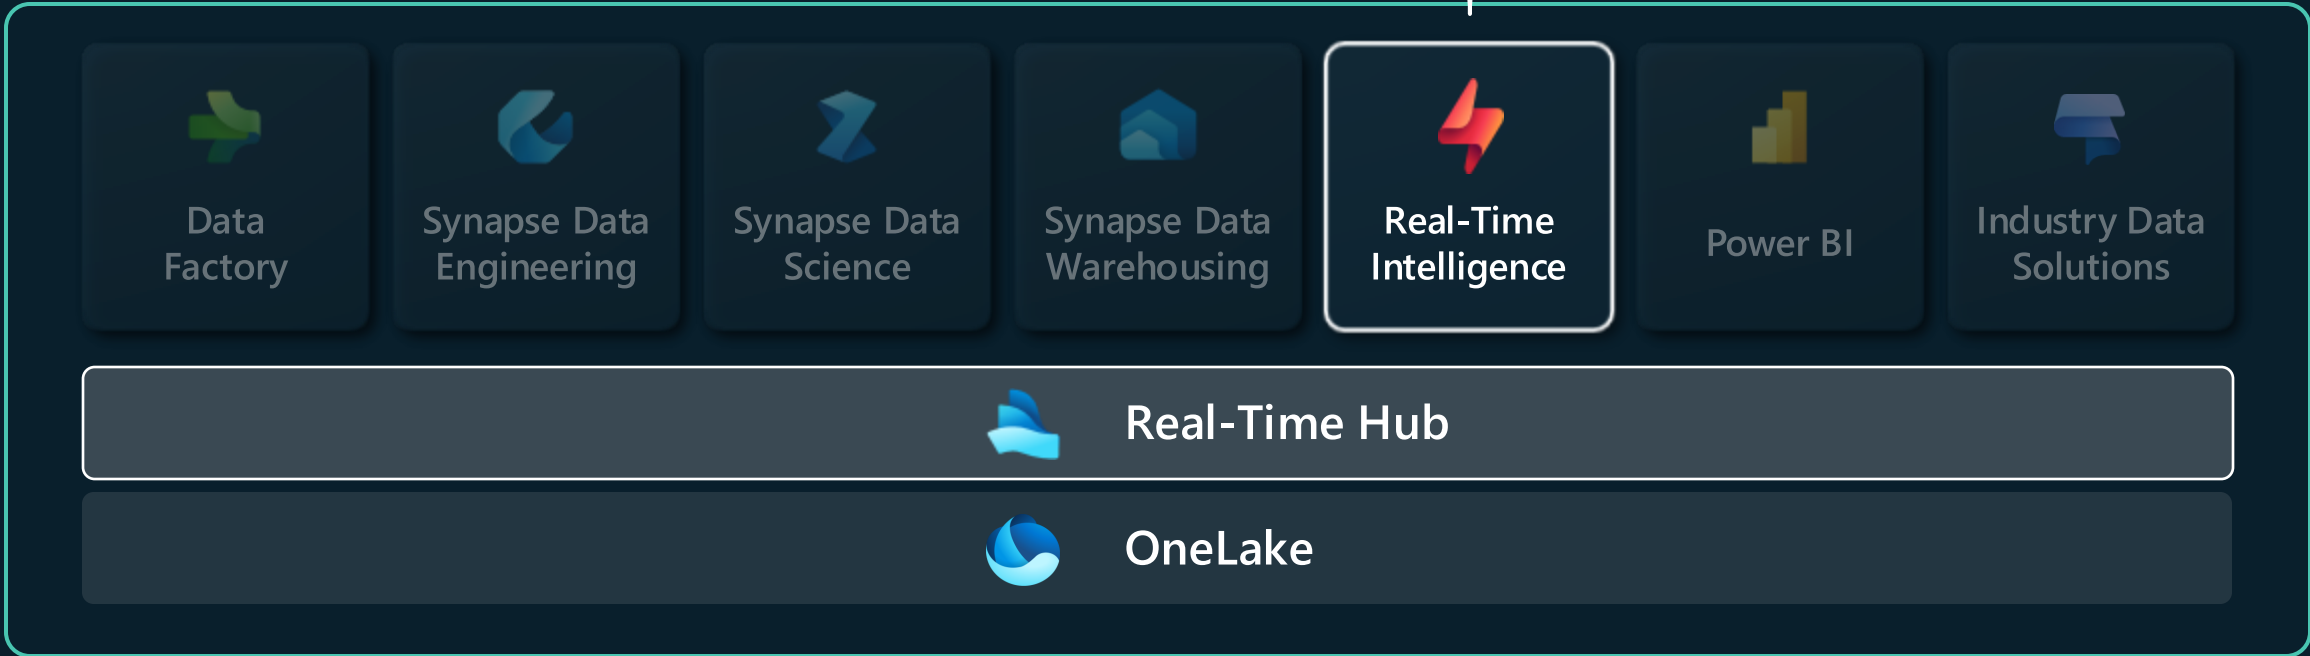 Data
Factory
Synapse Data
Engineering
Synapse Data
Science
Synapse Data
Warehousing
Real-Time
Intelligence
Power BI
Industry Data
Solutions
Real-Time Hub
OneLake